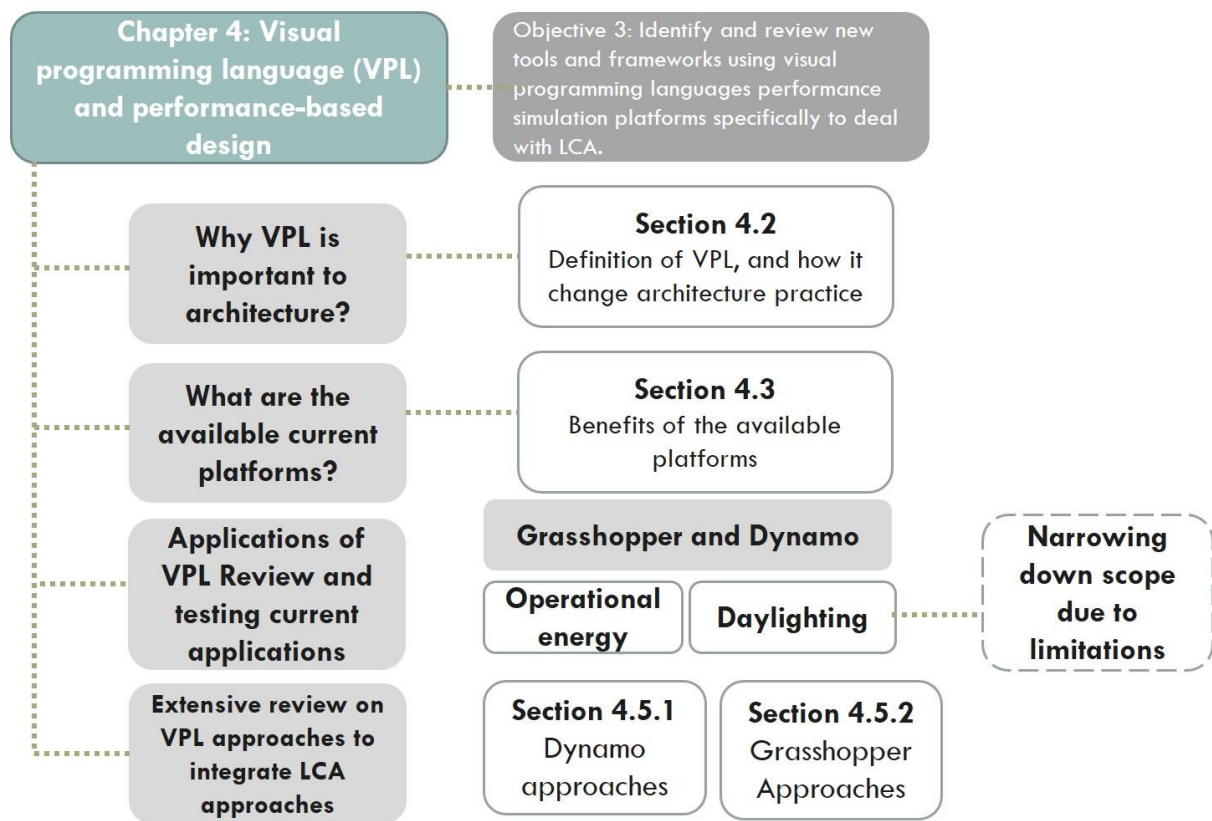 Chapter 4: Visual
programming language (VPL)
and performance-based
design
Objective 3: Identify and review new
tools and frameworks using visual
programming languages performance
simulation platforms specifically to deal
with LCA.
Why VPL is
important to
architecture?
Section 4.2
Definition of VPL, and how it
change architecture practice
What are the
available current
platforms?
Section 4.3
Benefits of the available
platforms
Applications of
VPL Review and
testing current
applications
Grasshopper and Dynamo
Operational
energy
Daylighting
Narrowing
down scope
due to
limitations
Extensive review on
VPL approaches to
integrate LCA
approaches
Section 4.5.1
Dynamo
approaches
Section 4.5.2
Grasshopper
Approaches